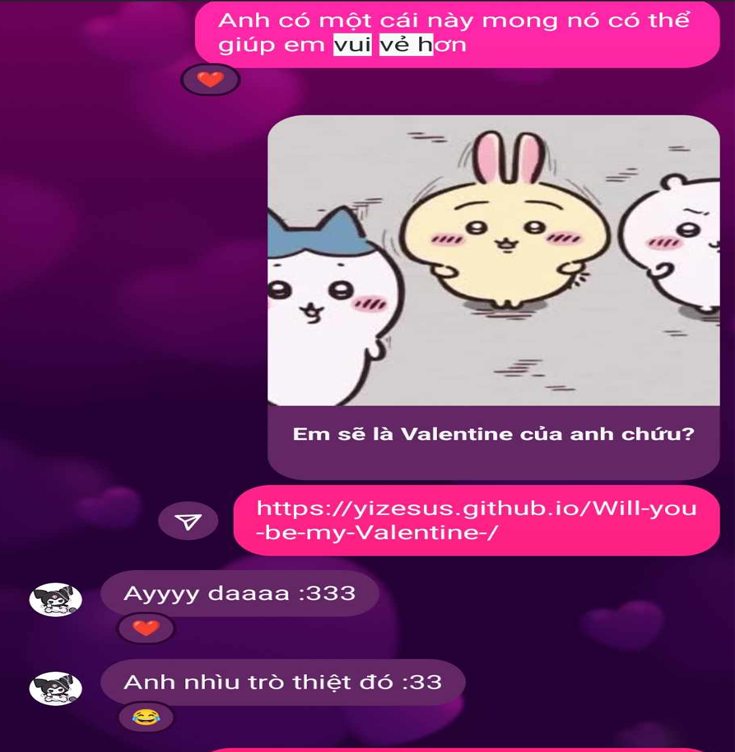 Anh có một cái này mong nó có thể
giúp em vui vẻ hơn
Em sẽ là Valentine của anh chứu?
https://yizesus.github.io/Will-you
-be-my-Valentine-/
Ayyyy daaaa :333
Anh nhìu trò thiệt đó :33